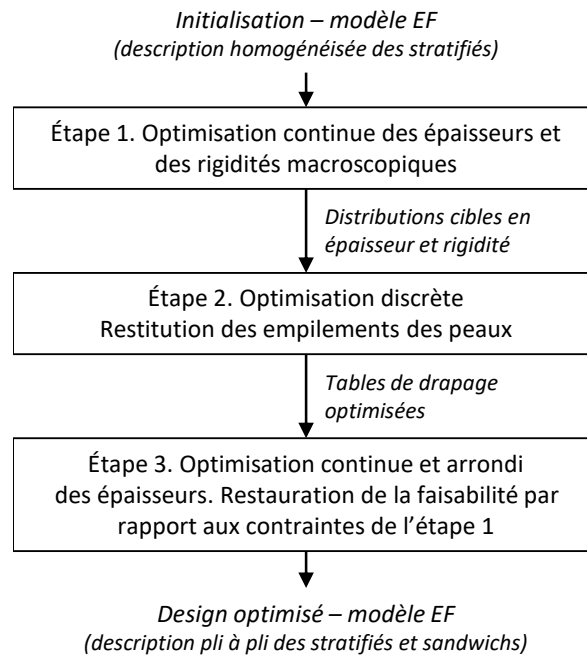 Initialisation – modèle EF
(description homogénéisée des stratifiés)
Étape 1. Optimisation continue des épaisseurs et
des rigidités macroscopiques
Distributions cibles en
épaisseur et rigidité
Étape 2. Optimisation discrète
Restitution des empilements des peaux
Tables de drapage
optimisées
Étape 3. Optimisation continue et arrondi
des épaisseurs. Restauration de la faisabilité par
rapport aux contraintes de l’étape 1
Design optimisé – modèle EF
(description pli à pli des stratifiés et sandwichs)